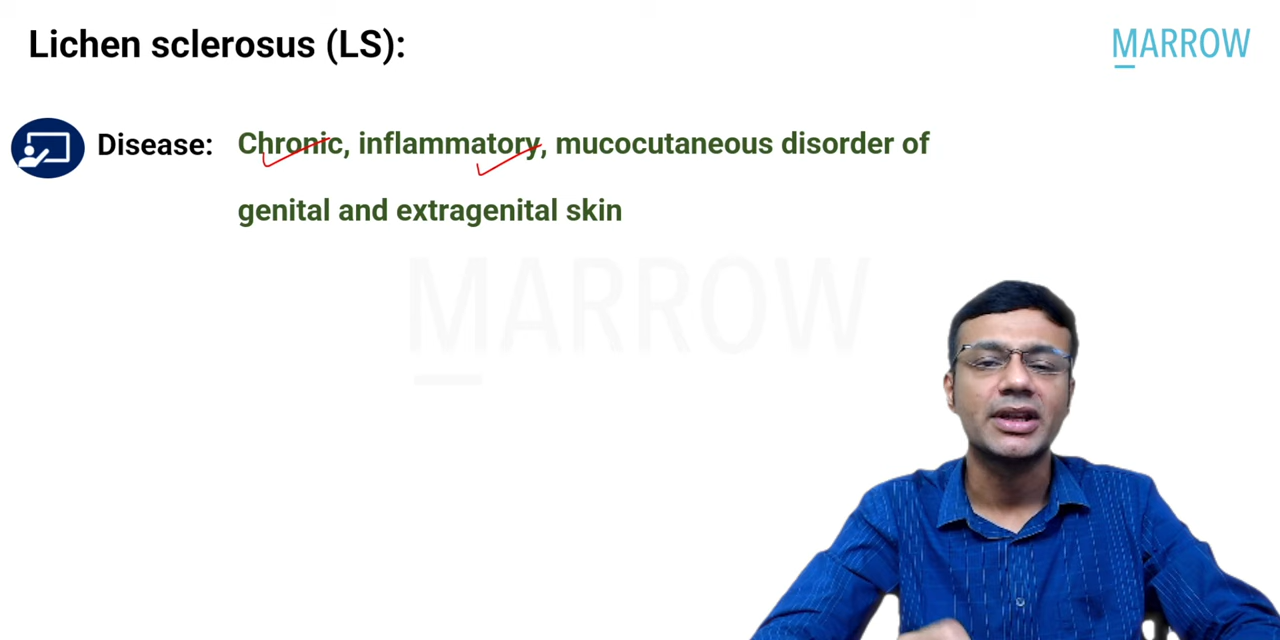 Lichen sclerosus (LS):
MARROW
Disease: Chronic, inflammatory, mucocutaneous disorder of
genital and extragenital skin
MARROW